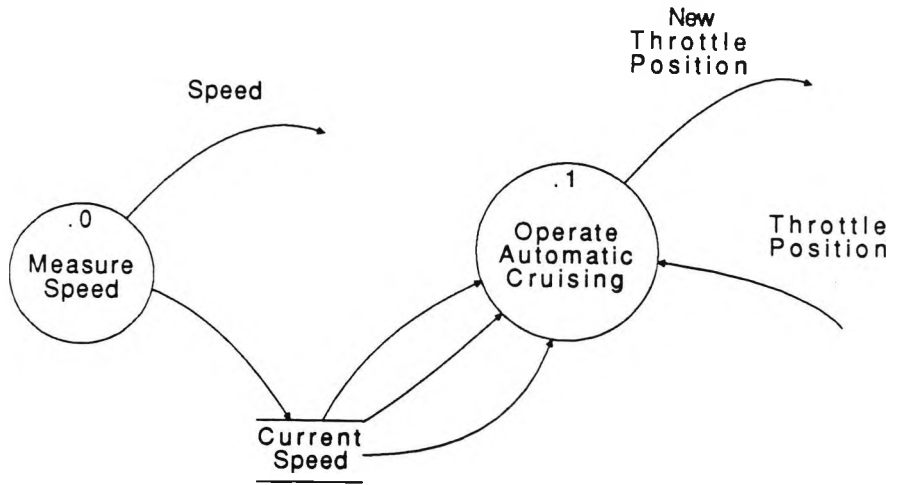 New
Throttle
Position
Speed
.0
Measure
Speed
.1
Operate
Automatic
Cruising
Throttle
Position
Current
Speed